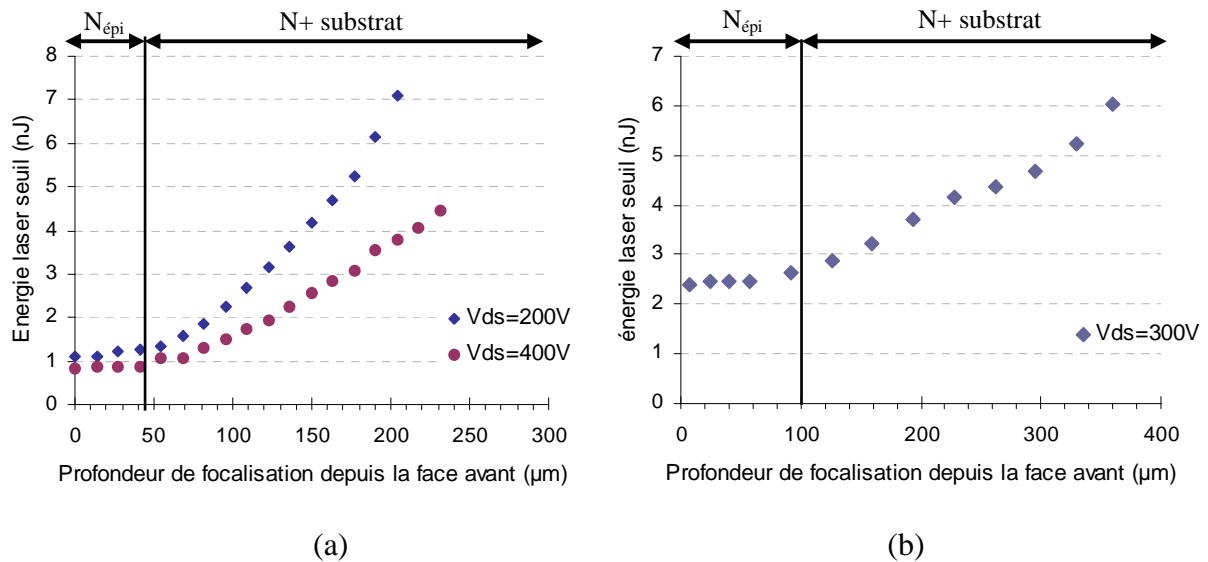 N_épi N+ substrat
Energie laser seuil (nJ)
8
7
6
5
4
3
2
1
0
Vds=200V
Vds=400V
0 50 100 150 200 250 300
Profondeur de focalisation depuis la face avant (µm)
(a)
N_épi N+ substrat
énergie laser seuil (nJ)
7
6
5
4
3
2
1
0
Vds=300V
0 100 200 300 400
Profondeur de focalisation depuis la face avant (µm)
(b)